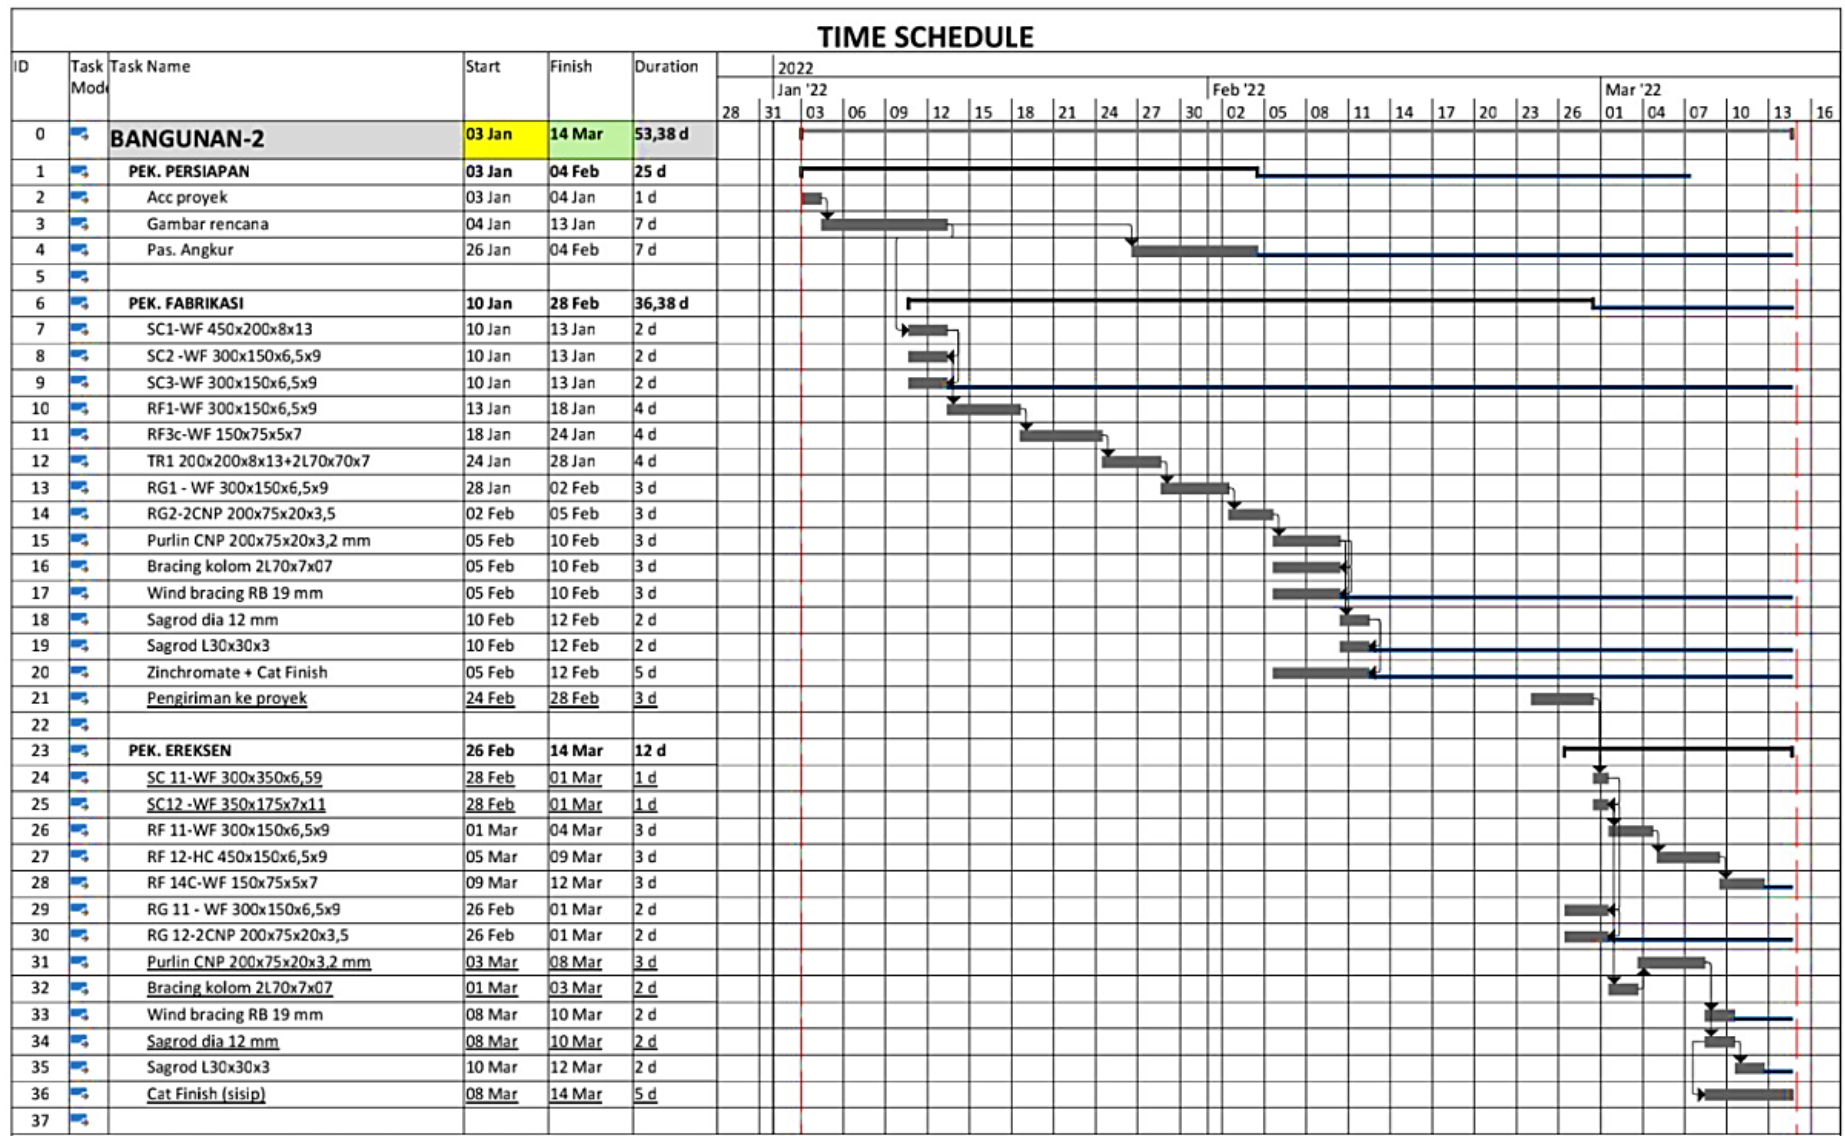 TIME SCHEDULE
ID Task Mode Task Name Start Finish Duration
2022
Jan '22 Feb '22 Mar '22
28 31 03 06 09 12 15 18 21 24 27 30 02 05 08 11 14 17 20 23 26 01 04 07 10 13 16
0 BANGUNAN-2 03 Jan 14 Mar 53,38 d
1 PEK. PERSIAPAN 03 Jan 04 Feb 25 d
2 Acc proyek 03 Jan 04 Jan 1 d
3 Gambar rencana 04 Jan 13 Jan 7 d
4 Pas. Angkur 26 Jan 04 Feb 7 d
5
6 PEK. FABRIKASI 10 Jan 28 Feb 36,38 d
7 SC1-WF 450x200x8x13 10 Jan 13 Jan 2 d
8 SC2 -WF 300x150x6,5x9 10 Jan 13 Jan 2 d
9 SC3-WF 300x150x6,5x9 10 Jan 13 Jan 2 d
10 RF1-WF 300x150x6,5x9 13 Jan 18 Jan 4 d
11 RF3c-WF 150x75x5x7 18 Jan 24 Jan 4 d
12 TR1 200x200x8x13+2L70x70x7 24 Jan 28 Jan 4 d
13 RG1 - WF 300x150x6,5x9 28 Jan 02 Feb 3 d
14 RG2-2CNP 200x75x20x3,5 02 Feb 05 Feb 3 d
15 Purlin CNP 200x75x20x3,2 mm 05 Feb 10 Feb 3 d
16 Bracing kolom 2L70x7x07 05 Feb 10 Feb 3 d
17 Wind bracing RB 19 mm 05 Feb 10 Feb 3 d
18 Sagrod dia 12 mm 10 Feb 12 Feb 2 d
19 Sagrod L30x30x3 10 Feb 12 Feb 2 d
20 Zinchromate + Cat Finish 05 Feb 12 Feb 5 d
21 Pengiriman ke proyek 24 Feb 28 Feb 3 d
22
23 PEK. EREKSEN 26 Feb 14 Mar 12 d
24 SC 11-WF 300x350x6,59 28 Feb 01 Mar 1 d
25 SC12 -WF 350x175x7x11 28 Feb 01 Mar 1 d
26 RF 11-WF 300x150x6,5x9 01 Mar 04 Mar 3 d
27 RF 12-HC 450x150x6,5x9 05 Mar 09 Mar 3 d
28 RF 14C-WF 150x75x5x7 09 Mar 12 Mar 3 d
29 RG 11 - WF 300x150x6,5x9 26 Feb 01 Mar 2 d
30 RG 12-2CNP 200x75x20x3,5 26 Feb 01 Mar 2 d
31 Purlin CNP 200x75x20x3,2 mm 03 Mar 08 Mar 3 d
32 Bracing kolom 2L70x7x07 01 Mar 03 Mar 2 d
33 Wind bracing RB 19 mm 08 Mar 10 Mar 2 d
34 Sagrod dia 12 mm 08 Mar 10 Mar 2 d
35 Sagrod L30x30x3 10 Mar 12 Mar 2 d
36 Cat Finish (sisip) 08 Mar 14 Mar 5 d
37